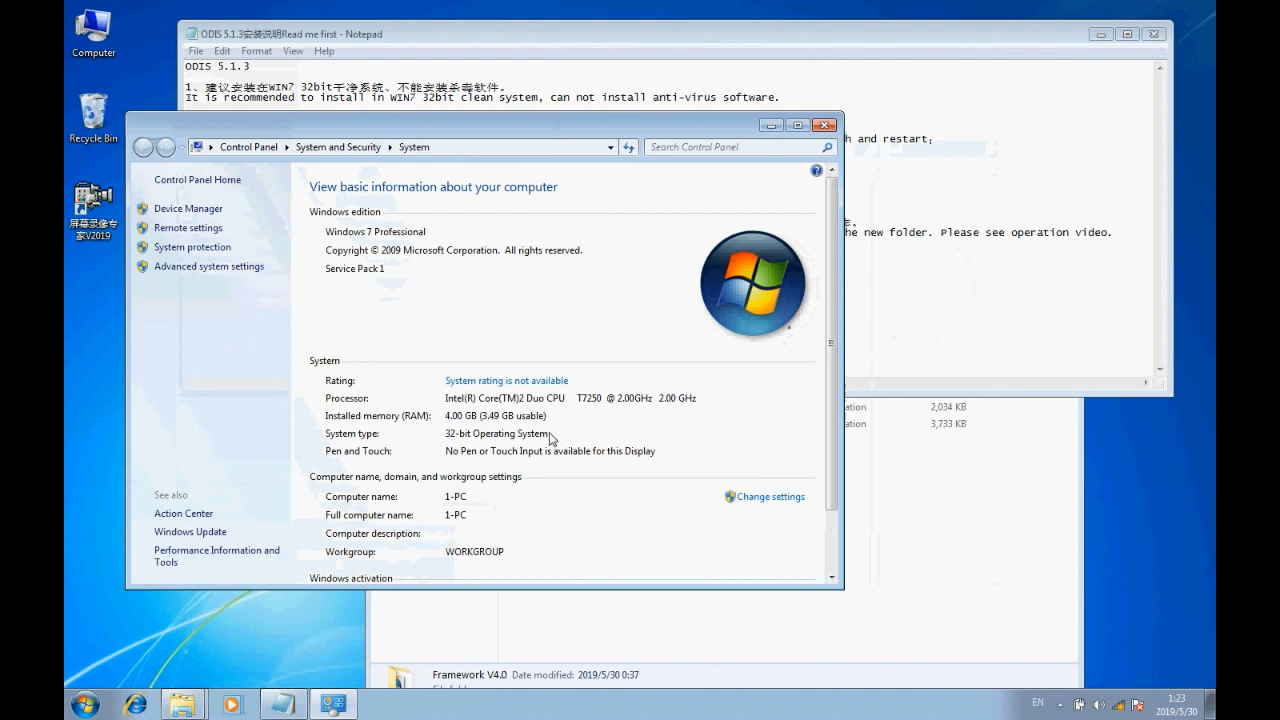 Computer
Recycle Bin
屏幕录像专
家V2019
ODIS 5.1.3安装说明Read me first - Notepad
File Edit Format View Help
ODIS 5.1.3
1、建议安装在WIN7 32bit干净系统、不能安装杀毒软件。
It is recommended to install in WIN7 32bit clean system, can not install anti-virus software.
h and restart;
he new folder. Please see operation video.
Control Panel System and Security System
Search Control Panel
Control Panel Home
Device Manager
Remote settings
System protection
Advanced system settings
See also
Action Center
Windows Update
Performance Information and
Tools
View basic information about your computer
Windows edition
Windows 7 Professional
Copyright © 2009 Microsoft Corporation. All rights reserved.
Service Pack 1
System
Rating: System rating is not available
Processor: Intel(R) Core(TM)2 Duo CPU T7250 @ 2.00GHz 2.00 GHz
Installed memory (RAM): 4.00 GB (3.49 GB usable)
System type: 32-bit Operating System
Pen and Touch: No Pen or Touch Input is available for this Display
Computer name, domain, and workgroup settings
Computer name: 1-PC
Change settings
Full computer name: 1-PC
Computer description:
Workgroup: WORKGROUP
Windows activation
ation 2,034 KB
ation 3,733 KB
Framework V4.0 Date modified: 2019/5/30 0:37
EN
1:23
2019/5/30